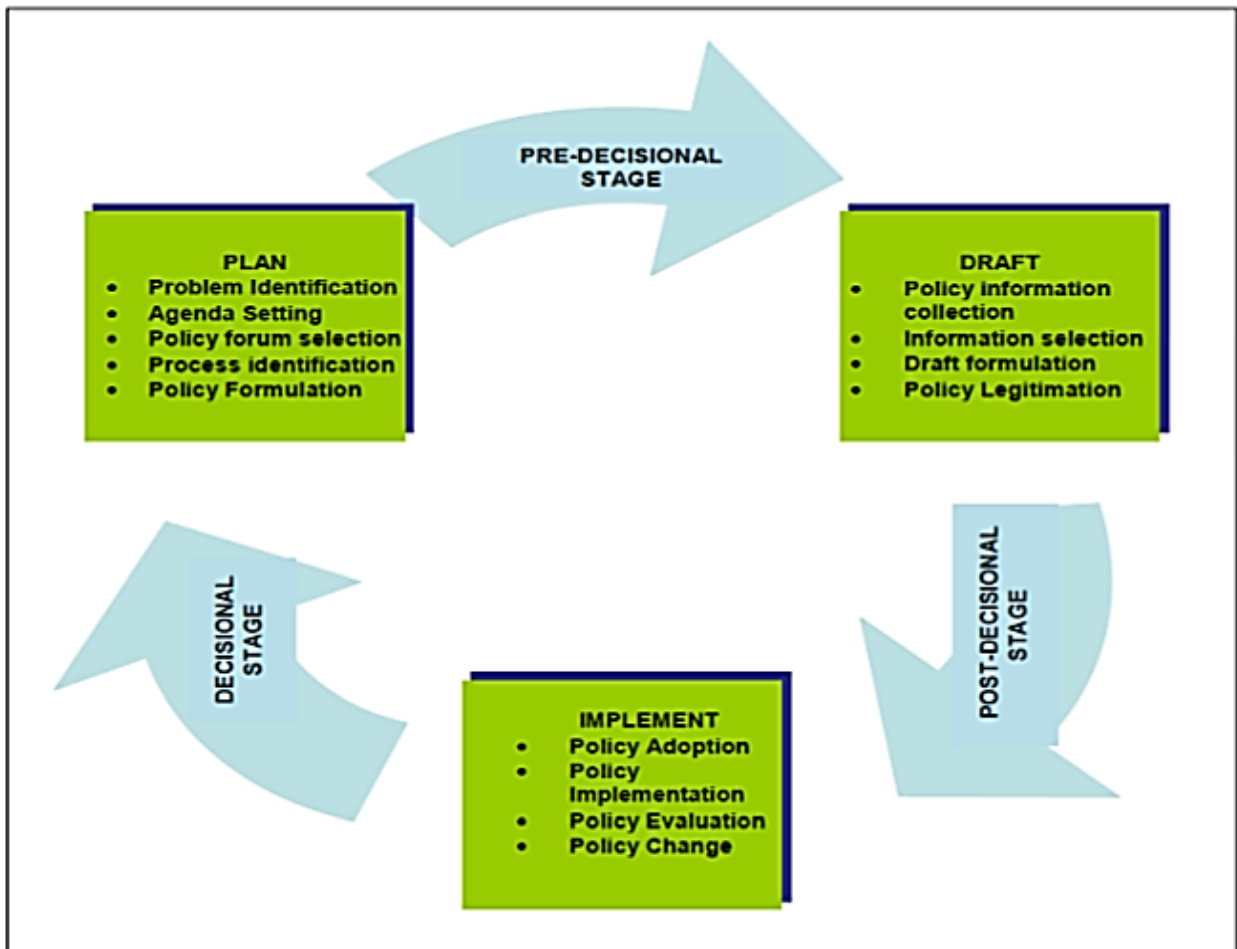 PRE-DECISIONAL
STAGE
PLAN
• Problem Identification
• Agenda Setting
• Policy forum selection
• Process identification
• Policy Formulation
DRAFT
• Policy information
collection
• Information selection
• Draft formulation
• Policy Legitimation
DECISIONAL
STAGE
POST-DECISIONAL
STAGE
IMPLEMENT
• Policy Adoption
• Policy
Implementation
• Policy Evaluation
• Policy Change